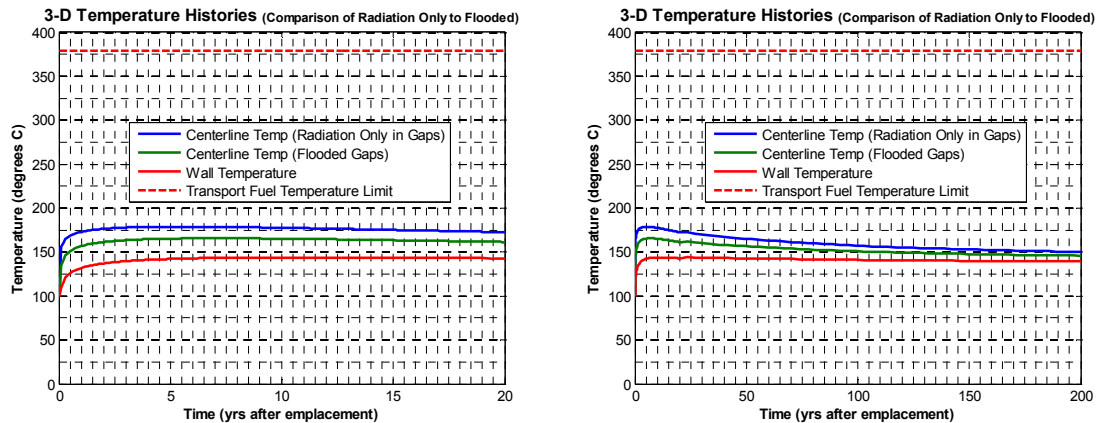 3-D Temperature Histories (Comparison of Radiation Only to Flooded)
400
350
300
250
200
150
100
50
0
Temperature (degrees C)
Centerline Temp (Radiation Only in Gaps)
Centerline Temp (Flooded Gaps)
Wall Temperature
Transport Fuel Temperature Limit
0 5 10 15 20
Time (yrs after emplacement)
3-D Temperature Histories (Comparison of Radiation Only to Flooded)
400
350
300
250
200
150
100
50
0
Temperature (degrees C)
Centerline Temp (Radiation Only in Gaps)
Centerline Temp (Flooded Gaps)
Wall Temperature
Transport Fuel Temperature Limit
0 50 100 150 200
Time (yrs after emplacement)